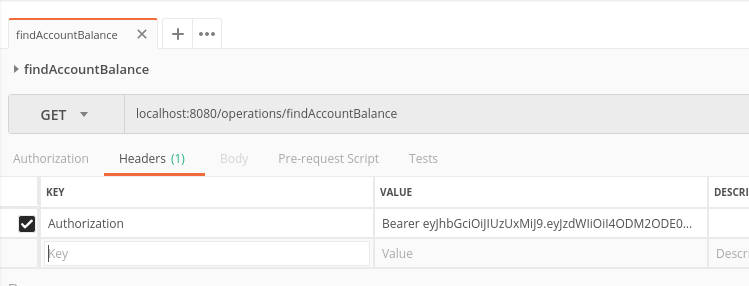 findAccountBalance
findAccountBalance
GET localhost:8080/operations/findAccountBalance
Authorization Headers (1) Body Pre-request Script Tests
KEY VALUE DESCRI
Authorization Bearer eyJhbGciOiJIUzUxMiJ9.eyJzdWIiOiI4ODM2ODE0...
Key Value Descri